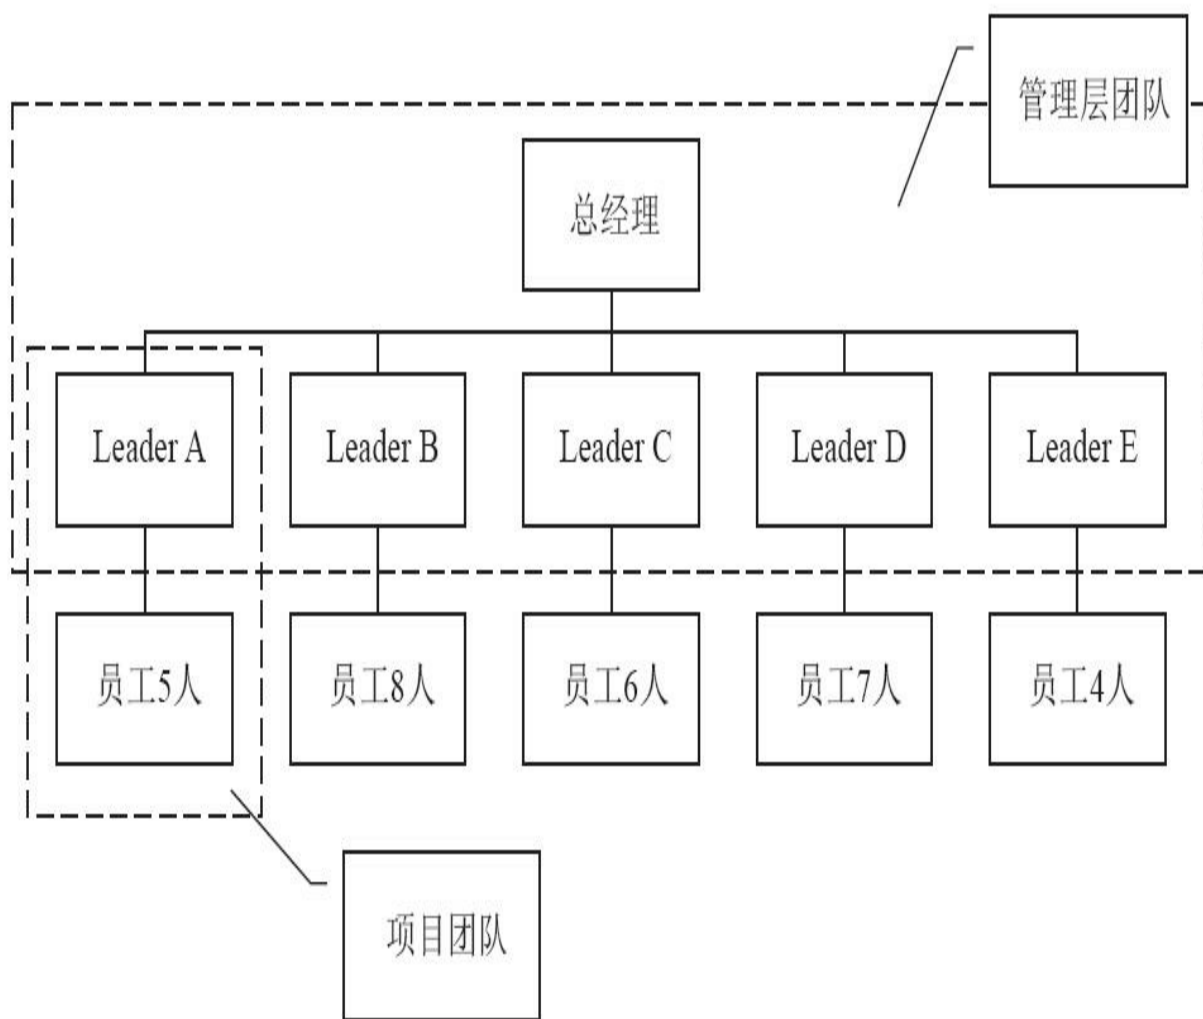 管理层团队
总经理
Leader A
Leader B
Leader C
Leader D
Leader E
员工5人
员工8人
员工6人
员工7人
员工4人
项目团队